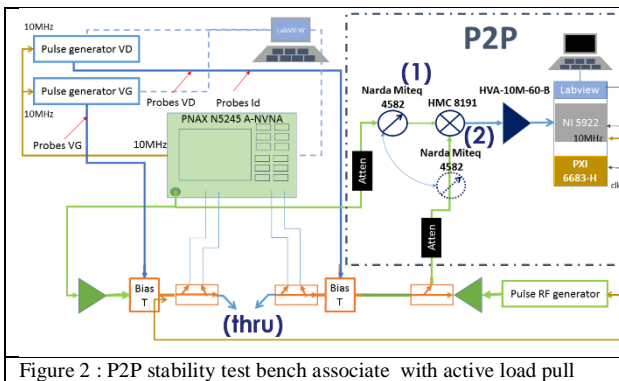 10MHz
Pulse generator VD
LabVIEW
P2P
Pulse generator VG
Probes VD
Probes Id
10MHz
Probes VG
PNAX N5245 A-NVNA
10MHz
(1)
Narda Miteq
4582
HMC 8191
HVA-10M-60-B
(2)
Labview
NI 5922
10MHz
PXI
6683-H
clk
Narda Miteq
4582
Atten
Atten
Bias
T
(thru)
Bias
T
Pulse RF generator
Figure 2 : P2P stability test bench associate with active load pull